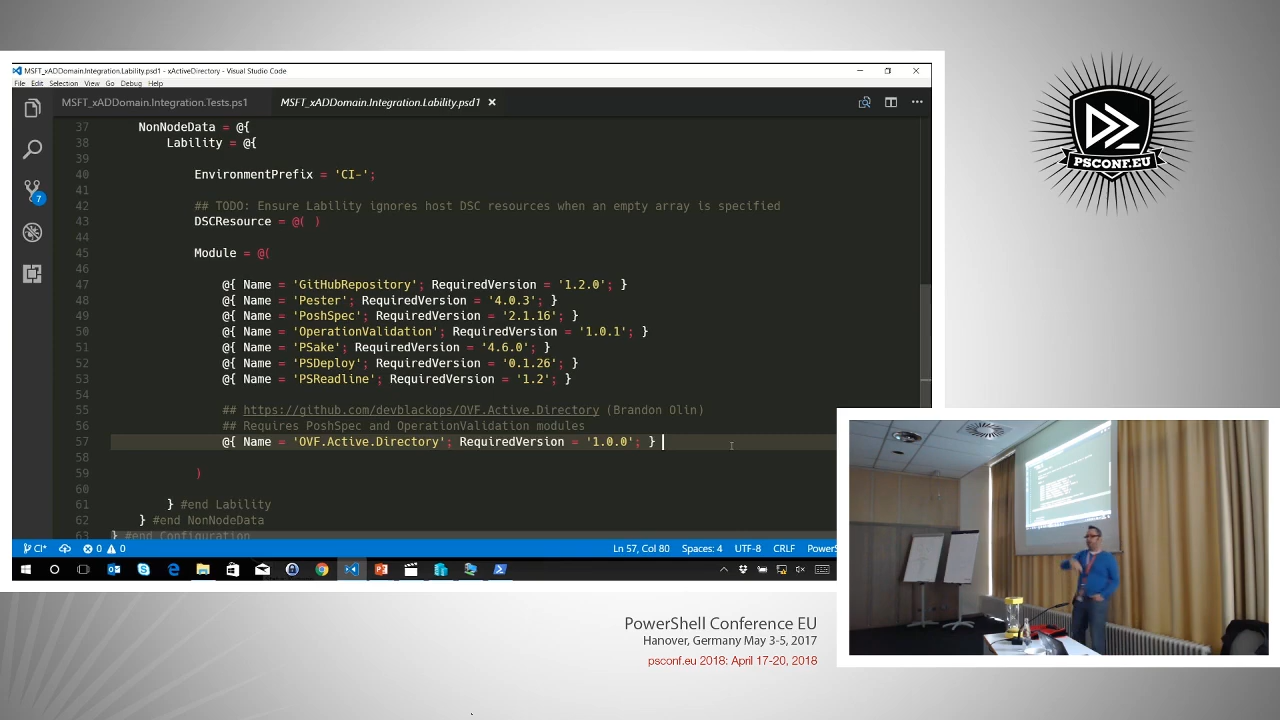 MSFT_xADDomain.Integration.Lability.psd1 - xActiveDirectory - Visual Studio Code
File Edit Selection View Go Debug Help
MSFT_xADDomain.Integration.Tests.ps1
MSFT_xADDomain.Integration.Lability.psd1
37 NonNodeData = @{
38 Lability = @{
39
40 EnvironmentPrefix = 'CI-';
41
42 ## TODO: Ensure Lability ignores host DSC resources when an empty array is specified
43 DSCResource = @( )
44
45 Module = @(
46
47 @{ Name = 'GitHubRepository'; RequiredVersion = '1.2.0'; }
48 @{ Name = 'Pester'; RequiredVersion = '4.0.3'; }
49 @{ Name = 'PoshSpec'; RequiredVersion = '2.1.16'; }
50 @{ Name = 'OperationValidation'; RequiredVersion = '1.0.1'; }
51 @{ Name = 'PSake'; RequiredVersion = '4.6.0'; }
52 @{ Name = 'PSDeploy'; RequiredVersion = '0.1.26'; }
53 @{ Name = 'PSReadline'; RequiredVersion = '1.2'; }
54
55 ## https://github.com/devblackops/OVF.Active.Directory (Brandon Olin)
56 ## Requires PoshSpec and OperationValidation modules
57 @{ Name = 'OVF.Active.Directory'; RequiredVersion = '1.0.0'; }
58
59 )
60
61 } #end Lability
62 } #end NonNodeData
63 } #end Configuration
7
CI* 0 0 Ln 57, Col 80 Spaces: 4 UTF-8 CRLF PowerS
PSCONF.EU
PowerShell Conference EU
Hanover, Germany May 3-5, 2017
psconf.eu 2018: April 17-20, 2018